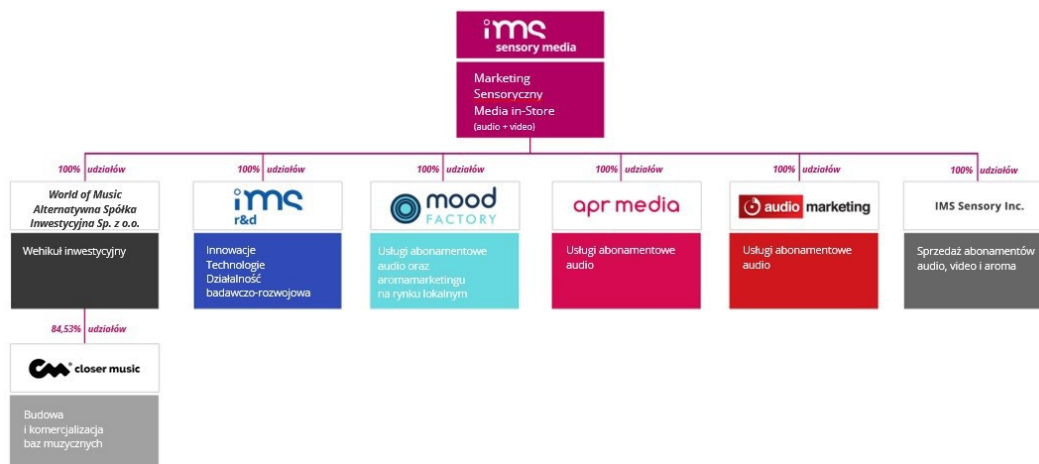 ims
sensory media
Marketing
Sensoryczny
Media in-Store
(audio + video)
100% udziałów
100% udziałów
100% udziałów
100% udziałów
100% udziałów
100% udziałów
World of Music
Alternatywna Spółka
Inwestycyjna Sp. z o.o.
Wehikuł inwestycyjny
ims
r&d
Innowacje
Technologie
Działalność
badawczo-rozwojowa
mood
FACTORY
Usługi abonamentowe
audio oraz
aromamarketingu
na rynku lokalnym
apr media
Usługi abonamentowe
audio
audio marketing
Usługi abonamentowe
audio
IMS Sensory Inc.
Sprzedaż abonamentów
audio, video i aroma
84,53% udziałów
cm closer music
Budowa
i komercjalizacja
baz muzycznych